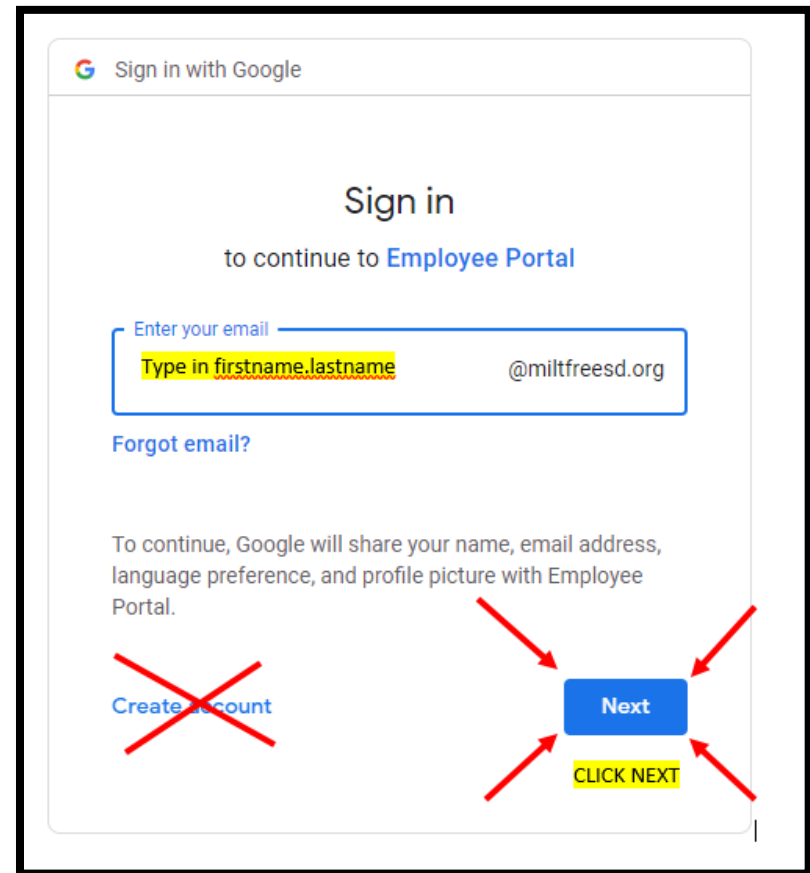 Sign in with Google
Sign in
to continue to Employee Portal
Enter your email
Type in firstname.lastname @miltfreesd.org
Forgot email?
To continue, Google will share your name, email address,
language preference, and profile picture with Employee
Portal.
Create account Next
CLICK NEXT